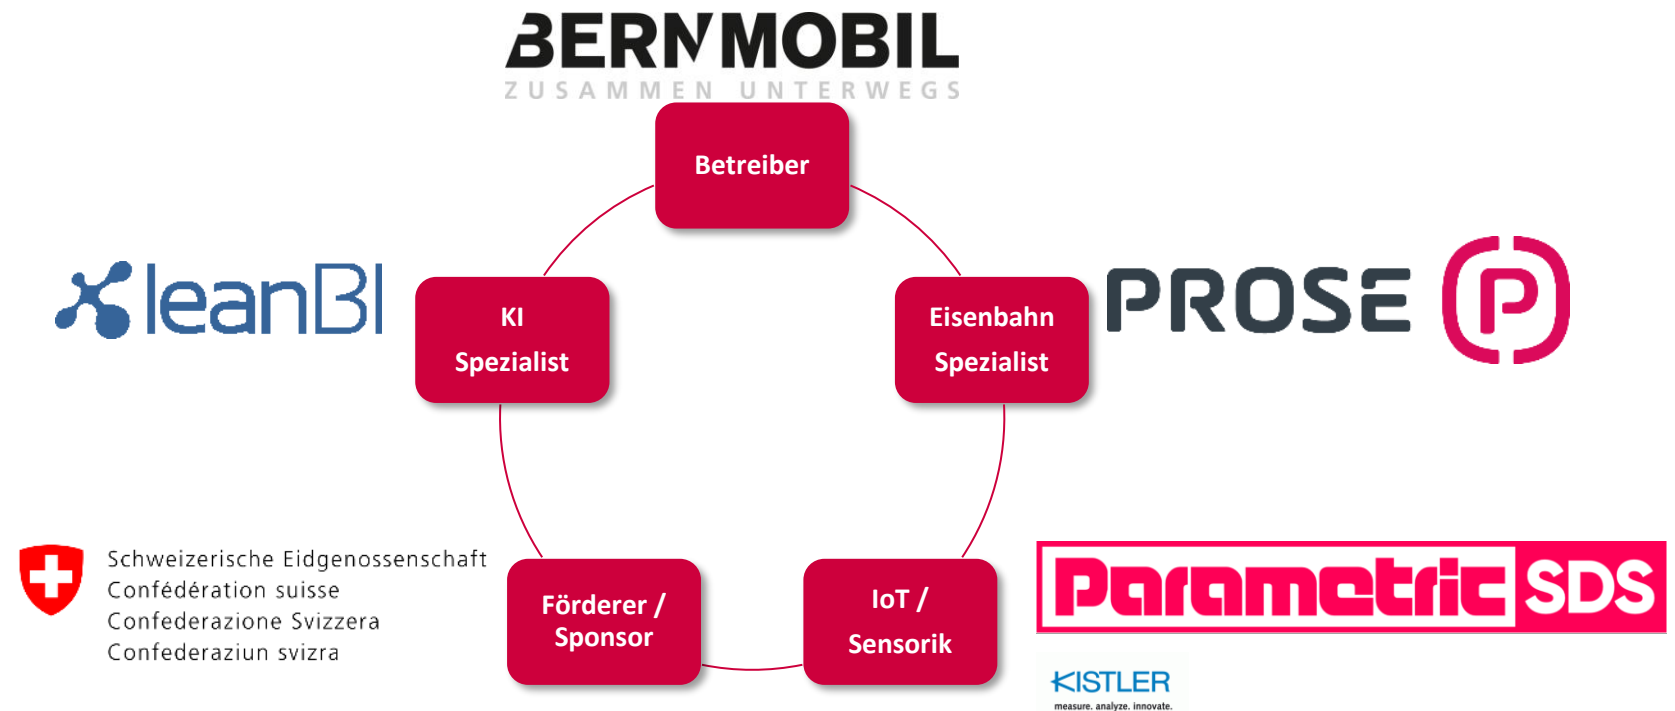 BERNMOBIL
ZUSAMMEN UNTERWEGS
Betreiber
leanBI
KI
Spezialist
Eisenbahn
Spezialist
PROSE P
Schweizerische Eidgenossenschaft
Confédération suisse
Confederazione Svizzera
Confederaziun svizra
Förderer /
Sponsor
IoT /
Sensorik
Parametric SDS
KISTLER
measure. analyze. innovate.